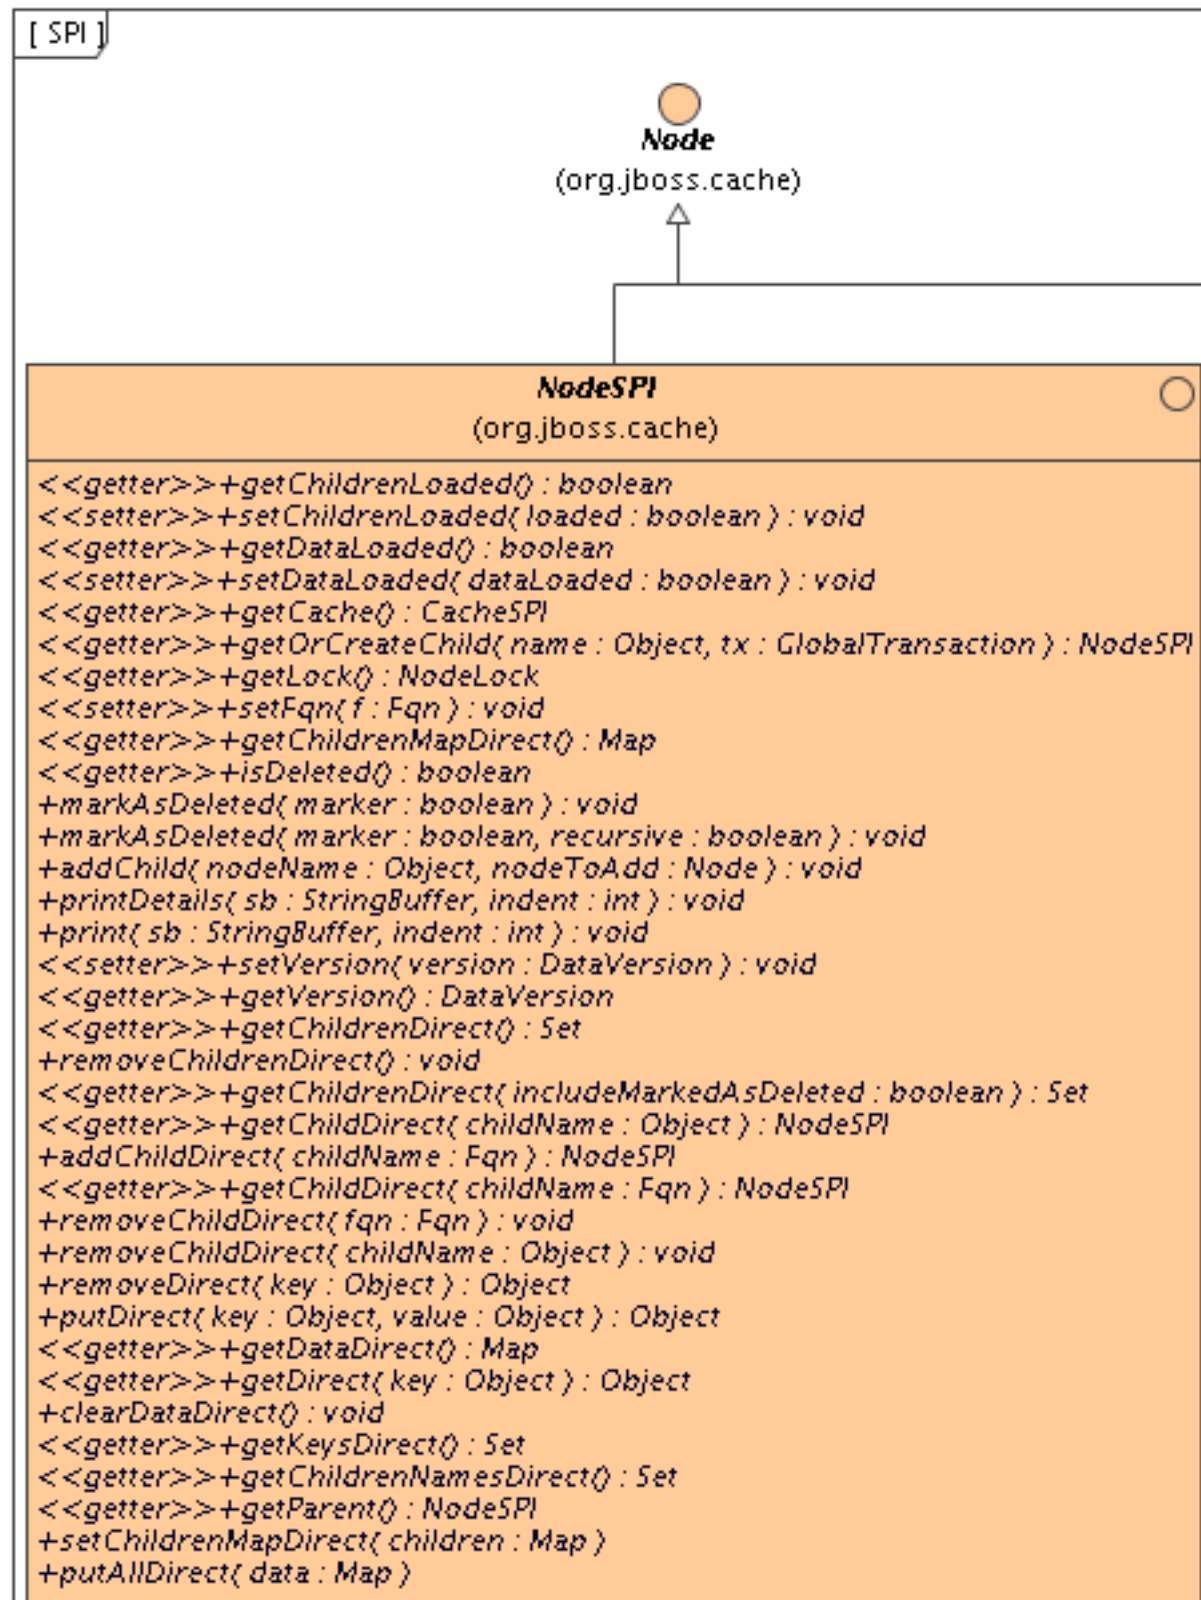 [ SPI ]
Node
(org.jboss.cache)
NodeSPI
(org.jboss.cache)
<<getter>>+getChildrenLoaded() : boolean
<<setter>>+setChildrenLoaded( loaded : boolean ) : void
<<getter>>+getDataLoaded() : boolean
<<setter>>+setDataLoaded( dataLoaded : boolean ) : void
<<getter>>+getCache() : CacheSPI
<<getter>>+getOrCreateChild( name : Object, tx : GlobalTransaction ) : NodeSPI
<<getter>>+getLock() : NodeLock
<<setter>>+setFqn( f : Fqn ) : void
<<getter>>+getChildrenMapDirect() : Map
<<getter>>+isDeleted() : boolean
+markAsDeleted( marker : boolean ) : void
+markAsDeleted( marker : boolean, recursive : boolean ) : void
+addChild( nodeName : Object, nodeToAdd : Node ) : void
+printDetails( sb : StringBuffer, indent : int ) : void
+print( sb : StringBuffer, indent : int ) : void
<<setter>>+setVersion( version : DataVersion ) : void
<<getter>>+getVersion() : DataVersion
<<getter>>+getChildrenDirect() : Set
+removeChildrenDirect() : void
<<getter>>+getChildrenDirect( includeMarkedAsDeleted : boolean ) : Set
<<getter>>+getChildDirect( childName : Object ) : NodeSPI
+addChildDirect( childName : Fqn ) : NodeSPI
<<getter>>+getChildDirect( childName : Fqn ) : NodeSPI
+removeChildDirect( fqn : Fqn ) : void
+removeChildDirect( childName : Object ) : void
+removeDirect( key : Object ) : Object
+putDirect( key : Object, value : Object ) : Object
<<getter>>+getDataDirect() : Map
<<getter>>+getDirect( key : Object ) : Object
+clearDataDirect() : void
<<getter>>+getKeysDirect() : Set
<<getter>>+getChildrenNamesDirect() : Set
<<getter>>+getParent() : NodeSPI
+setChildrenMapDirect( children : Map )
+putAllDirect( data : Map )